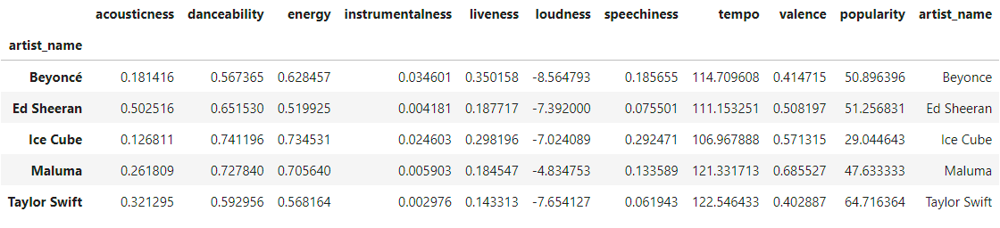 acousticness danceability energy instrumentalness liveness loudness speechiness tempo valence popularity artist_name
artist_name
Beyoncé 0.181416 0.567365 0.628457 0.034601 0.350158 -8.564793 0.185655 114.709608 0.414715 50.896396 Beyonce
Ed Sheeran 0.502516 0.651530 0.519925 0.004181 0.187717 -7.392000 0.075501 111.153251 0.508197 51.256831 Ed Sheeran
Ice Cube 0.126811 0.741196 0.734531 0.024603 0.298196 -7.024089 0.292471 106.967888 0.571315 29.044643 Ice Cube
Maluma 0.261809 0.727840 0.705640 0.005903 0.184547 -4.834753 0.133589 121.331713 0.685527 47.633333 Maluma
Taylor Swift 0.321295 0.592956 0.568164 0.002976 0.143313 -7.654127 0.061943 122.546433 0.402887 64.716364 Taylor Swift